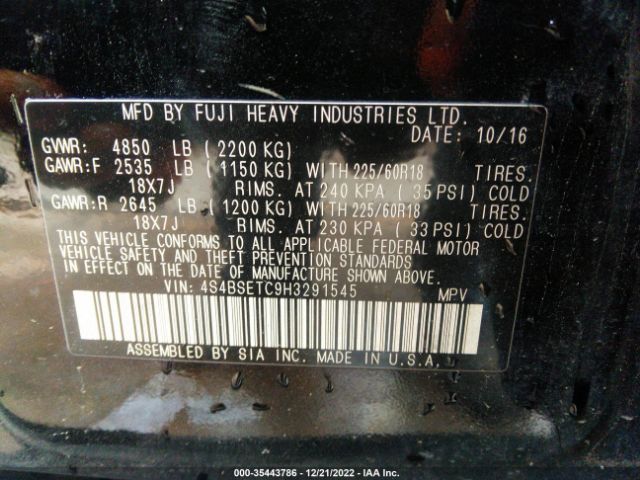 MFD BY FUJI HEAVY INDUSTRIES LTD.
DATE: 10/16
GVWR: 4850 LB ( 2200 KG)
GAWR:F 2535 LB ( 1150 KG) WITH 225/60R18 TIRES.
18X7J RIMS. AT 240 KPA ( 35 PSI) COLD
GAWR:R 2645 LB ( 1200 KG) WITH 225/60R18 TIRES.
18X7J RIMS. AT 230 KPA ( 33 PSI) COLD
THIS VEHICLE CONFORMS TO ALL APPLICABLE FEDERAL MOTOR
VEHICLE SAFETY AND THEFT PREVENTION STANDARDS
IN EFFECT ON THE DATE OF MANUFACTURE SHOWN ABOVE.
VIN: 4S4BSETC9H3291545 MPV
ASSEMBLED BY SIA INC. MADE IN U.S.A.
000-35443786 - 12/21/2022 - IAA Inc.